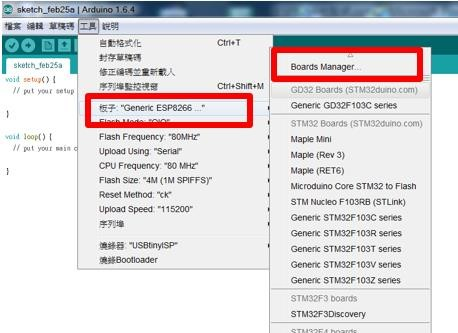 sketch_feb25a | Arduino 1.6.4
檔案 編輯 草稿碼 工具 說明
sketch_feb25a
void setup() {
// put your setup
}
void loop() {
// put your main c
}
自動格式化 Ctrl+T
封存草稿碼
修正編碼並重新載入
序列埠監控視窗 Ctrl+Shift+M
板子: "Generic ESP8266 ..."
Flash Mode: "QIO"
Flash Frequency: "80MHz"
Upload Using: "Serial"
CPU Frequency: "80 MHz"
Flash Size: "4M (1M SPIFFS)"
Reset Method: "ck"
Upload Speed: "115200"
序列埠
燒錄器: "USBtinyISP"
燒錄Bootloader
Boards Manager...
GD32 Boards (STM32duino.com)
Generic GD32F103C series
STM32 Boards (STM32duino.com)
Maple Mini
Maple (Rev 3)
Maple (RET6)
Microduino Core STM32 to Flash
STM Nucleo F103RB (STLink)
Generic STM32F103C series
Generic STM32F103R series
Generic STM32F103T series
Generic STM32F103V series
Generic STM32F103Z series
STM32F3 boards
STM32F3Discovery
STM32F4 boards